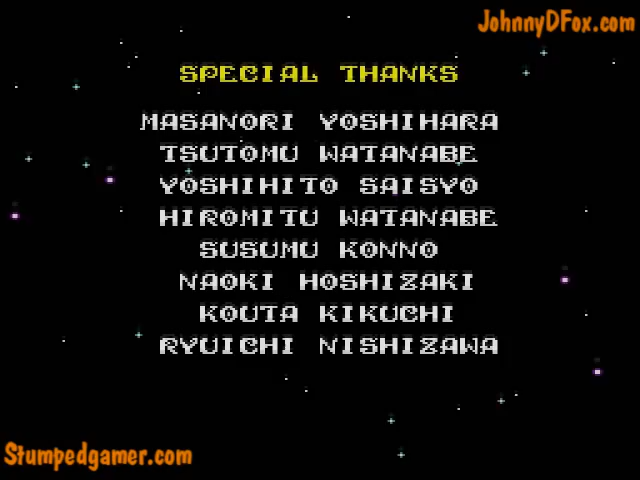 JohnnyDFox.com
SPECIAL THANKS
MASANORI YOSHIHARA
TSUTOMU WATANABE
YOSHIHITO SAISYO
HIROMITU WATANABE
SUSUMU KONNO
NAOKI HOSHIZAKI
KOUTA KIKUCHI
RYUICHI NISHIZAWA
Stumpedgamer.com